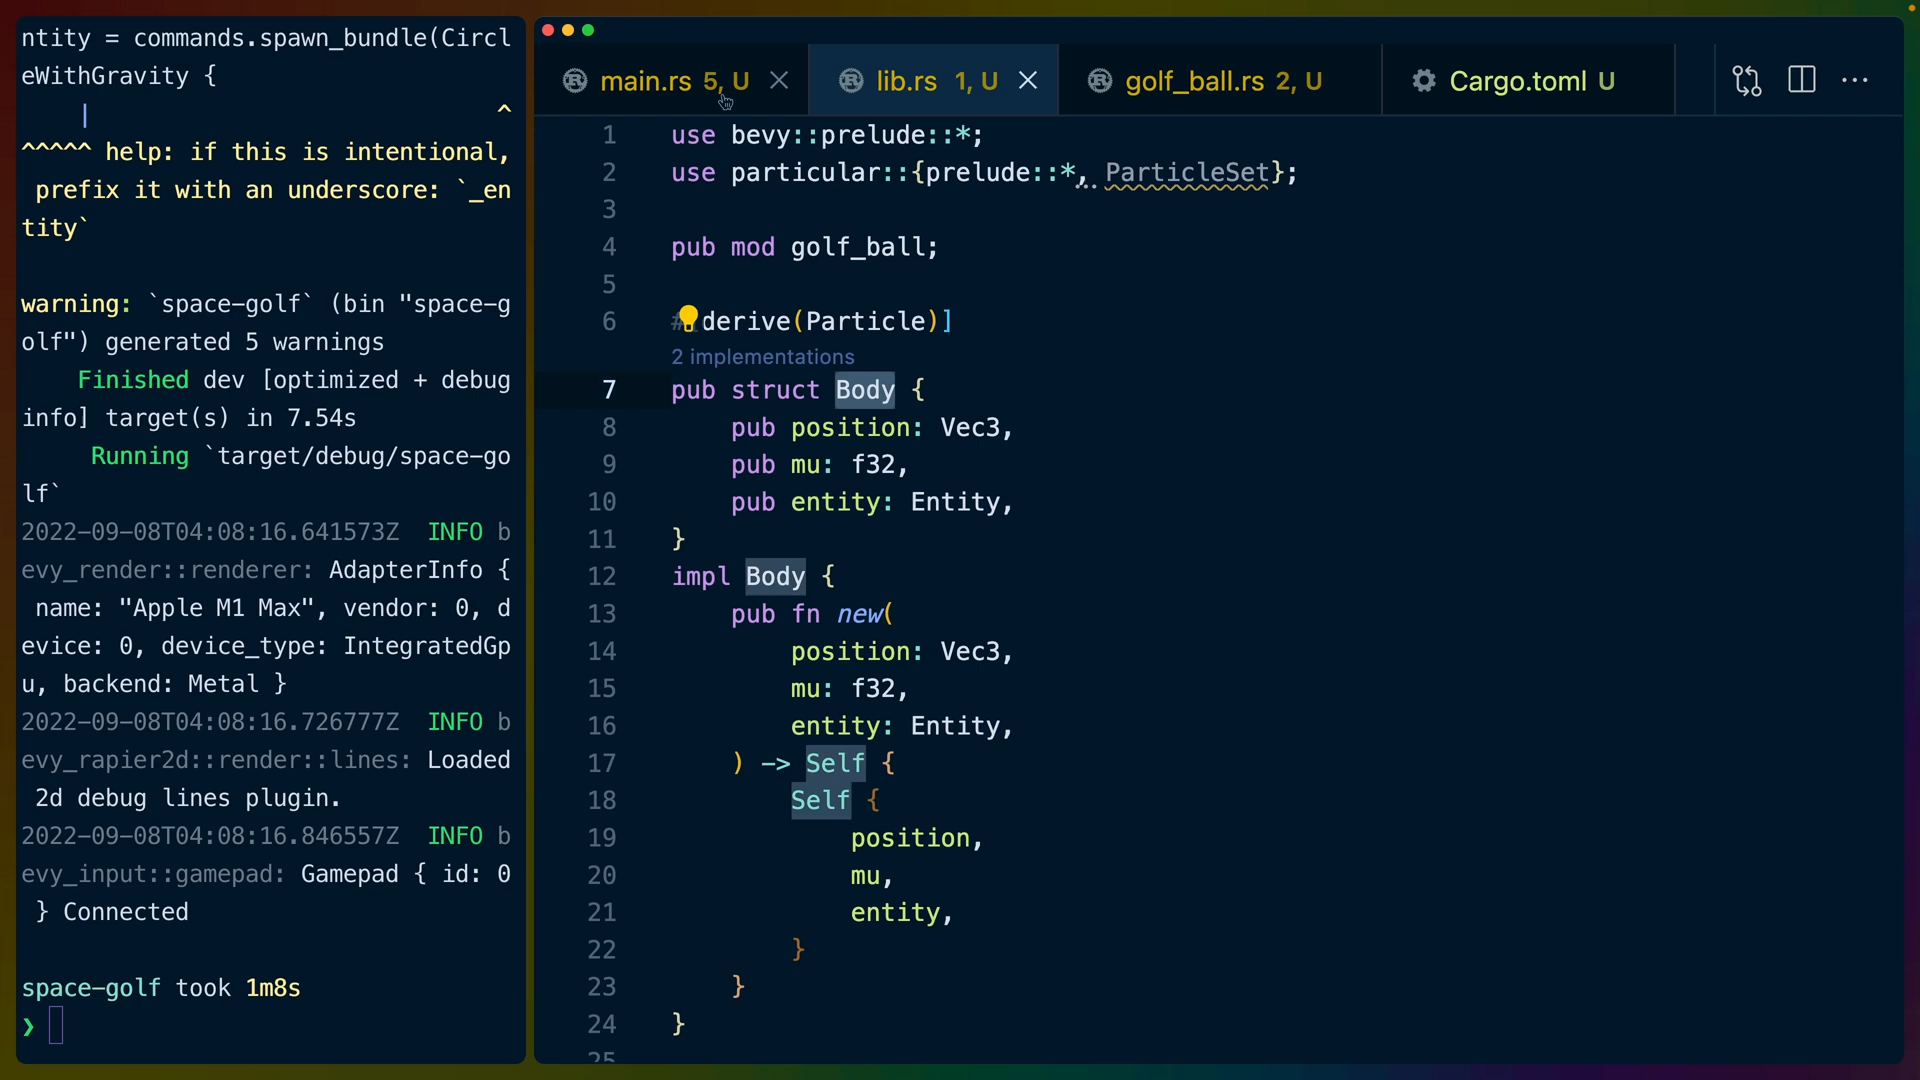 ntity = commands.spawn_bundle(Circl
eWithGravity {
    |                              ^
^^^^^ help: if this is intentional,
 prefix it with an underscore: `_en
tity`
warning: `space-golf` (bin "space-g
olf") generated 5 warnings
    Finished dev [optimized + debug
info] target(s) in 7.54s
     Running `target/debug/space-go
lf`
2022-09-08T04:08:16.641573Z  INFO b
evy_render::renderer: AdapterInfo {
 name: "Apple M1 Max", vendor: 0, d
evice: 0, device_type: IntegratedGp
u, backend: Metal }
2022-09-08T04:08:16.726777Z  INFO b
evy_rapier2d::render::lines: Loaded
 2d debug lines plugin.
2022-09-08T04:08:16.846557Z  INFO b
evy_input::gamepad: Gamepad { id: 0
 } Connected
space-golf took 1m8s
❯
main.rs 5, U
lib.rs 1, U
golf_ball.rs 2, U
Cargo.toml U
1 use bevy::prelude::*;
2 use particular::{prelude::*, ParticleSet};
3
4 pub mod golf_ball;
5
6 #[derive(Particle)]
2 implementations
7 pub struct Body {
8     pub position: Vec3,
9     pub mu: f32,
10     pub entity: Entity,
11 }
12 impl Body {
13     pub fn new(
14         position: Vec3,
15         mu: f32,
16         entity: Entity,
17     ) -> Self {
18         Self {
19             position,
20             mu,
21             entity,
22         }
23     }
24 }
25